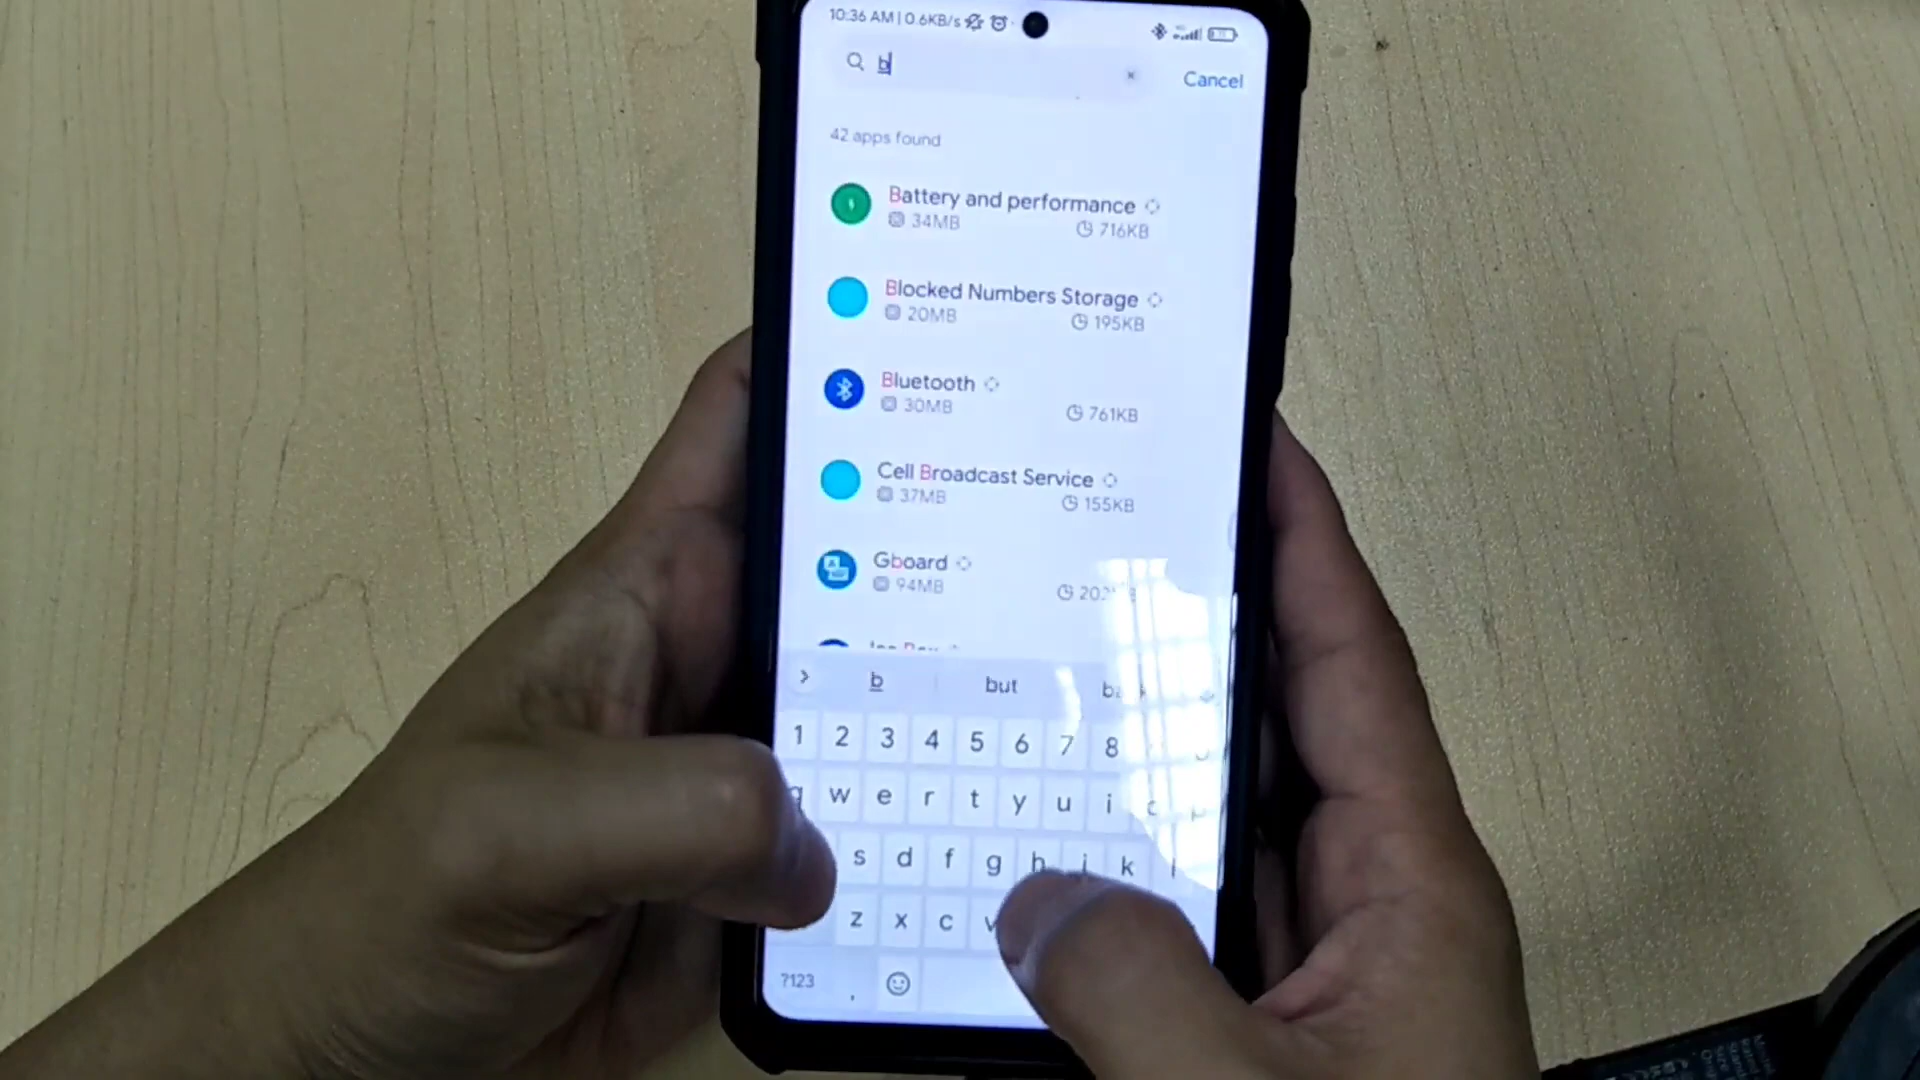 10:36 AM | 0.6KB/s
b
Cancel
42 apps found
Battery and performance
34MB 716KB
Blocked Numbers Storage
20MB 195KB
Bluetooth
30MB 761KB
Cell Broadcast Service
37MB 155KB
Gboard
94MB
b but
1 2 3 4 5 6 7 8
q w e r t y u i
s d f g h j k
z x c v
?123 ,